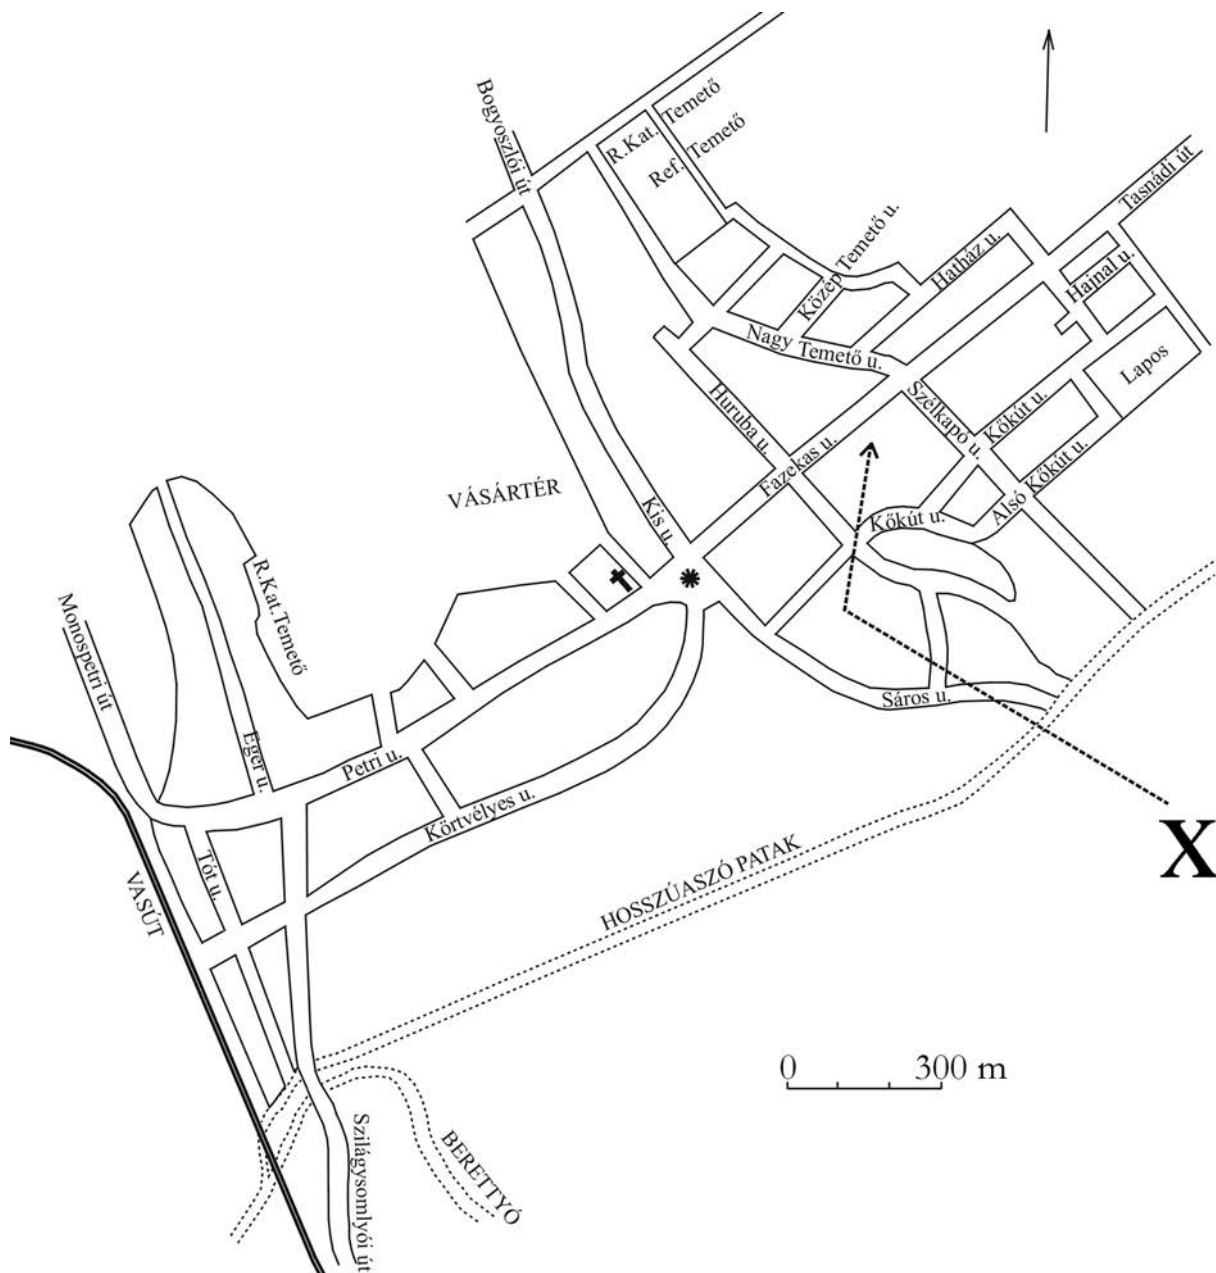 Bogyoszlói út
R.Kat. Temető
Ref. Temető
Tasnádi út
Közép Temető u.
Hatház u.
Hajnal u.
Nagy Temető u.
Lapos
Huruba u.
Szélkapó u.
Kőkút u.
Fazekas u.
Alsó Kőkút u.
VÁSÁRTÉR
Kis u.
Kőkút u.
R.Kat.Temető
Monospetri út
Sáros u.
Eger u.
Petri u.
Körtvélyes u.
X
Tót u.
VASÚT
HOSSZÚASZÓ PATAK
0 300 m
Szilágysomlyói út
BERETTYÓ